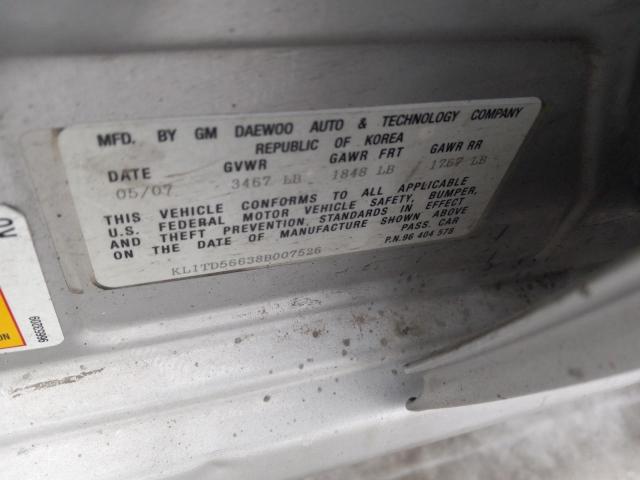 MFD. BY GM DAEWOO AUTO & TECHNOLOGY COMPANY
REPUBLIC OF KOREA
DATE GVWR GAWR FRT GAWR RR
05/07 3457 LB 1848 LB 1757 LB
THIS VEHICLE CONFORMS TO ALL APPLICABLE
U.S. FEDERAL MOTOR VEHICLE SAFETY, BUMPER,
AND THEFT PREVENTION STANDARDS IN EFFECT
ON THE DATE OF MANUFACTURE SHOWN ABOVE
PASS. CAR
KL1TD56638B007526
P.N.96 404 578
96653209